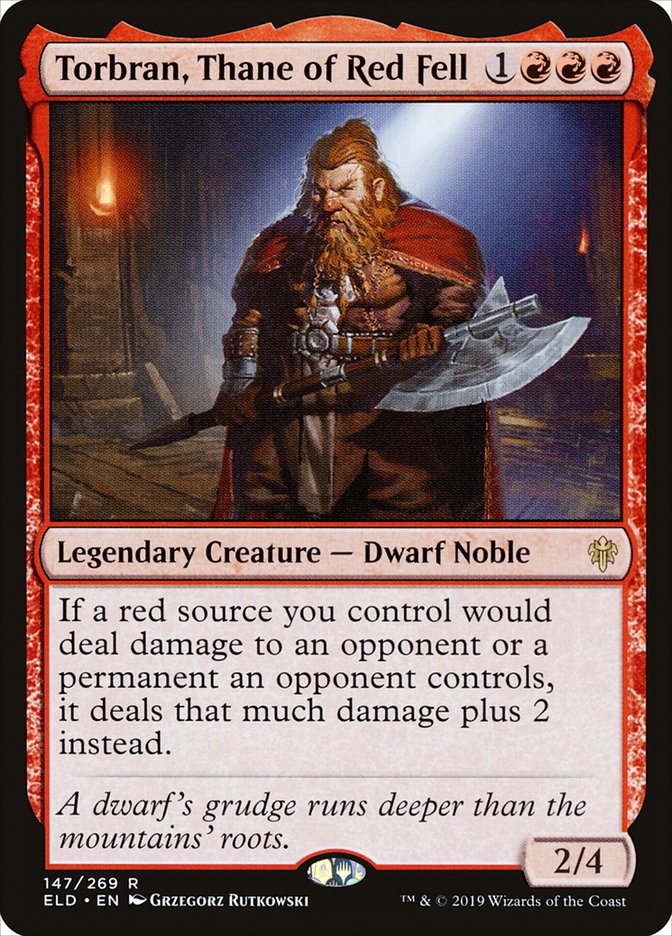 Torbran, Thane of Red Fell 1
Legendary Creature — Dwarf Noble
If a red source you control would
deal damage to an opponent or a
permanent an opponent controls,
it deals that much damage plus 2
instead.
A dwarf's grudge runs deeper than the
mountains' roots.
2/4
147/269 R
ELD • EN Grzegorz Rutkowski
™ & © 2019 Wizards of the Coast